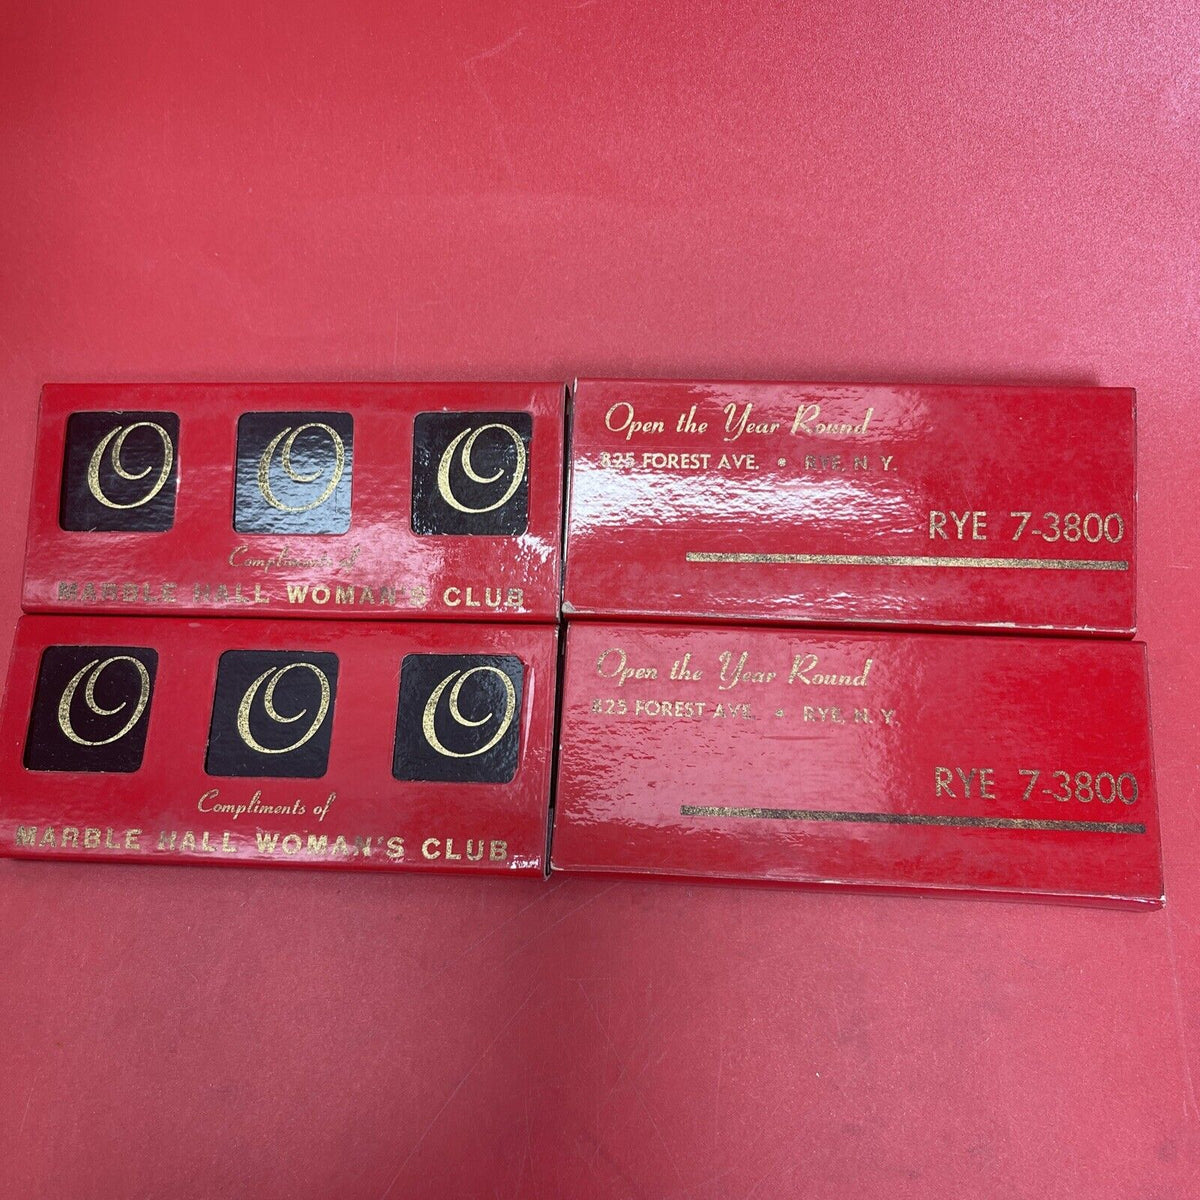 O O O
Compliments of
MARBLE HALL WOMAN'S CLUB
Open the Year Round
825 FOREST AVE. • RYE, N. Y.
RYE 7-3800
O O O
Compliments of
MARBLE HALL WOMAN'S CLUB
Open the Year Round
825 FOREST AVE. • RYE, N. Y.
RYE 7-3800